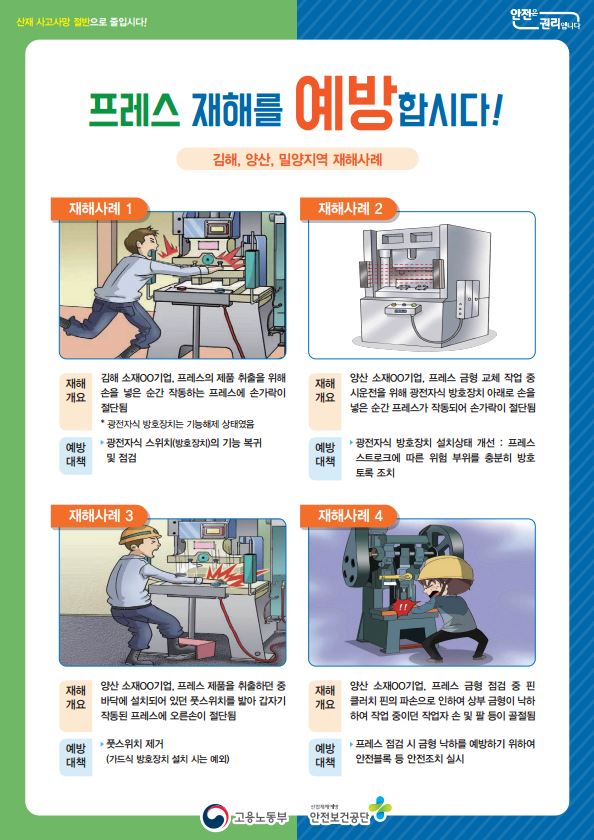 산재 사고사망 절반으로 줄입시다!
안전은
권리입니다
프레스 재해를 예방합시다!
김해, 양산, 밀양지역 재해사례
재해사례 1
재해
개요
김해 소재OO기업, 프레스의 제품 취출을 위해
손을 넣은 순간 작동하는 프레스에 손가락이
절단됨
* 광전자식 방호장치는 기능해제 상태였음
예방
대책
광전자식 스위치(방호장치)의 기능 복귀
및 점검
재해사례 2
재해
개요
양산 소재OO기업, 프레스 금형 교체 작업 중
시운전을 위해 광전자식 방호장치 아래로 손을
넣은 순간 프레스가 작동되어 손가락이 절단됨
예방
대책
광전자식 방호장치 설치상태 개선 : 프레스
스트로크에 따른 위험 부위를 충분히 방호
토록 조치
재해사례 3
재해
개요
양산 소재OO기업, 프레스 제품을 취출하던 중
바닥에 설치되어 있던 풋스위치를 밟아 갑자기
작동된 프레스에 오른손이 절단됨
예방
대책
풋스위치 제거
(가드식 방호장치 설치 시는 예외)
재해사례 4
!!
재해
개요
양산 소재OO기업, 프레스 금형 점검 중 핀
클러치 핀의 파손으로 인하여 상부 금형이 낙하
하여 작업 중이던 작업자 손 및 팔 등이 골절됨
예방
대책
프레스 점검 시 금형 낙하를 예방하기 위하여
안전블록 등 안전조치 실시
고용노동부
산업재해예방
안전보건공단